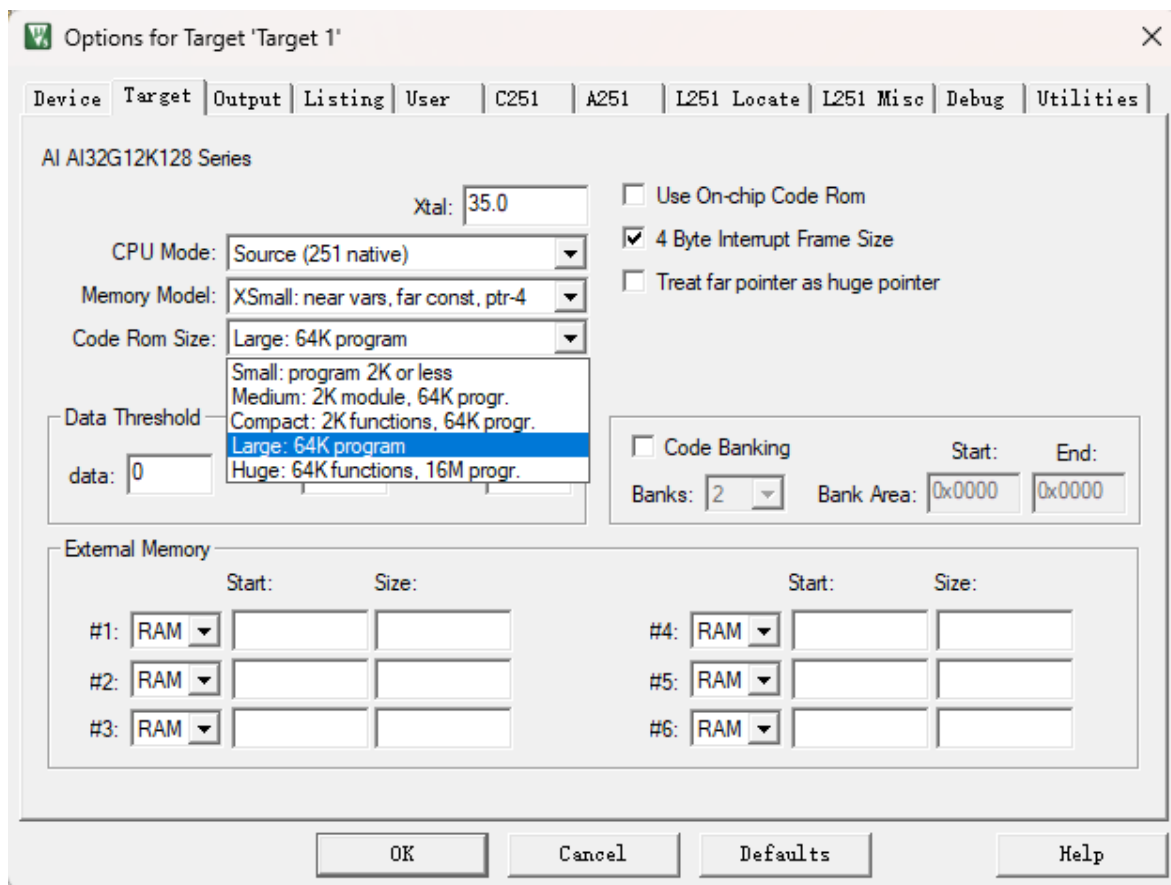 Options for Target 'Target 1'
Device Target Output Listing User C251 A251 L251 Locate L251 Misc Debug Utilities
AI AI32G12K128 Series
Xtal: 35.0
Use On-chip Code Rom
CPU Mode: Source (251 native)
4 Byte Interrupt Frame Size
Memory Model: XSmall: near vars, far const, ptr-4
Treat far pointer as huge pointer
Code Rom Size: Large: 64K program
Small: program 2K or less
Medium: 2K module, 64K progr.
Compact: 2K functions, 64K progr.
Large: 64K program
Huge: 64K functions, 16M progr.
Data Threshold
data: 0
Code Banking Start: End:
Banks: 2 Bank Area: 0x0000 0x0000
External Memory
Start: Size: Start: Size:
#1: RAM #4: RAM
#2: RAM #5: RAM
#3: RAM #6: RAM
OK Cancel Defaults Help